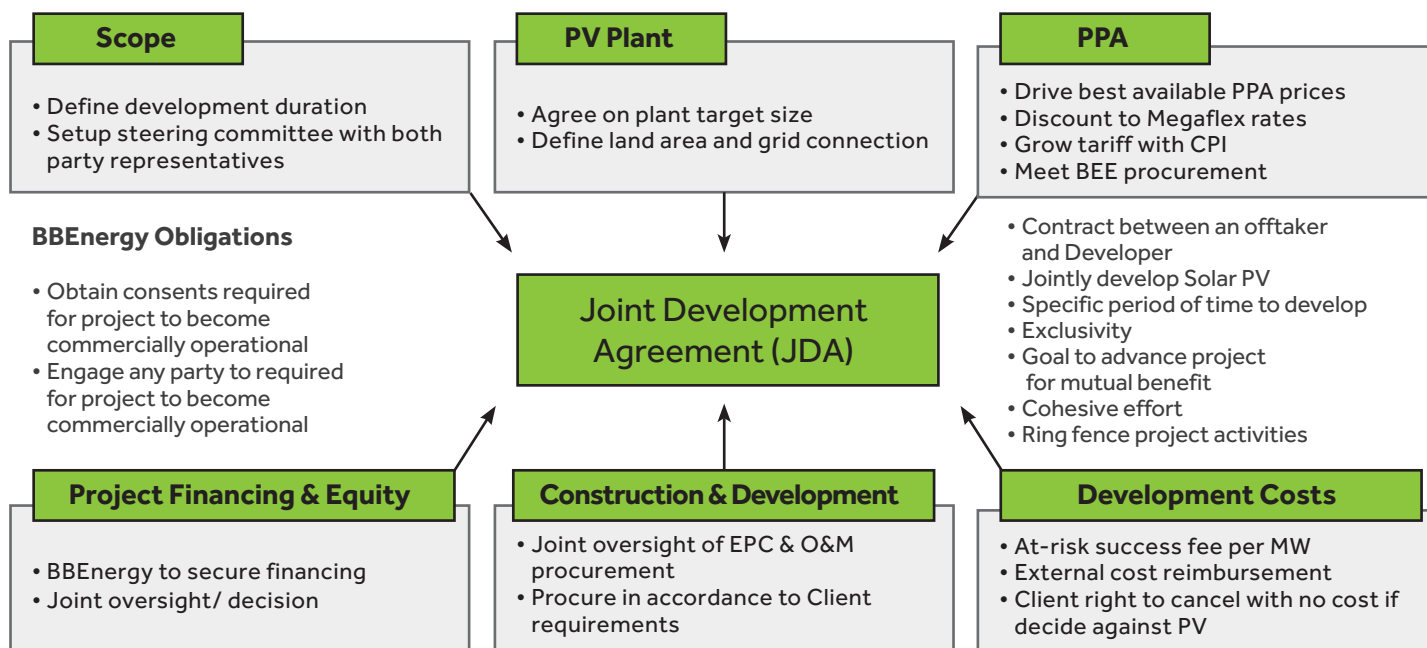 Scope
• Define development duration
• Setup steering committee with both
party representatives
PV Plant
• Agree on plant target size
• Define land area and grid connection
PPA
• Drive best available PPA prices
• Discount to Megaflex rates
• Grow tariff with CPI
• Meet BEE procurement
BBEnergy Obligations
• Obtain consents required
for project to become
commercially operational
• Engage any party to required
for project to become
commercially operational
Joint Development
Agreement (JDA)
• Contract between an offtaker
and Developer
• Jointly develop Solar PV
• Specific period of time to develop
• Exclusivity
• Goal to advance project
for mutual benefit
• Cohesive effort
• Ring fence project activities
Project Financing & Equity
• BBEnergy to secure financing
• Joint oversight/ decision
Construction & Development
• Joint oversight of EPC & O&M
procurement
• Procure in accordance to Client
requirements
Development Costs
• At-risk success fee per MW
• External cost reimbursement
• Client right to cancel with no cost if
decide against PV